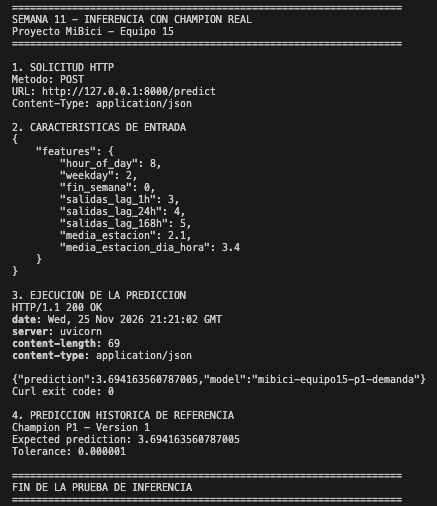 =================================================================
SEMANA 11 - INFERENCIA CON CHAMPION REAL
Proyecto MiBici - Equipo 15
=================================================================
1. SOLICITUD HTTP
Metodo: POST
URL: http://127.0.0.1:8000/predict
Content-Type: application/json
2. CARACTERISTICAS DE ENTRADA
{
    "features": {
        "hour_of_day": 8,
        "weekday": 2,
        "fin_semana": 0,
        "salidas_lag_1h": 3,
        "salidas_lag_24h": 4,
        "salidas_lag_168h": 5,
        "media_estacion": 2.1,
        "media_estacion_dia_hora": 3.4
    }
}
3. EJECUCION DE LA PREDICCION
HTTP/1.1 200 OK
date: Wed, 25 Nov 2026 21:21:02 GMT
server: uvicorn
content-length: 69
content-type: application/json
{"prediction":3.694163560787005,"model":"mibici-equipo15-p1-demanda"}
Curl exit code: 0
4. PREDICCION HISTORICA DE REFERENCIA
Champion P1 - Version 1
Expected prediction: 3.694163560787005
Tolerance: 0.000001
=================================================================
FIN DE LA PRUEBA DE INFERENCIA
=================================================================